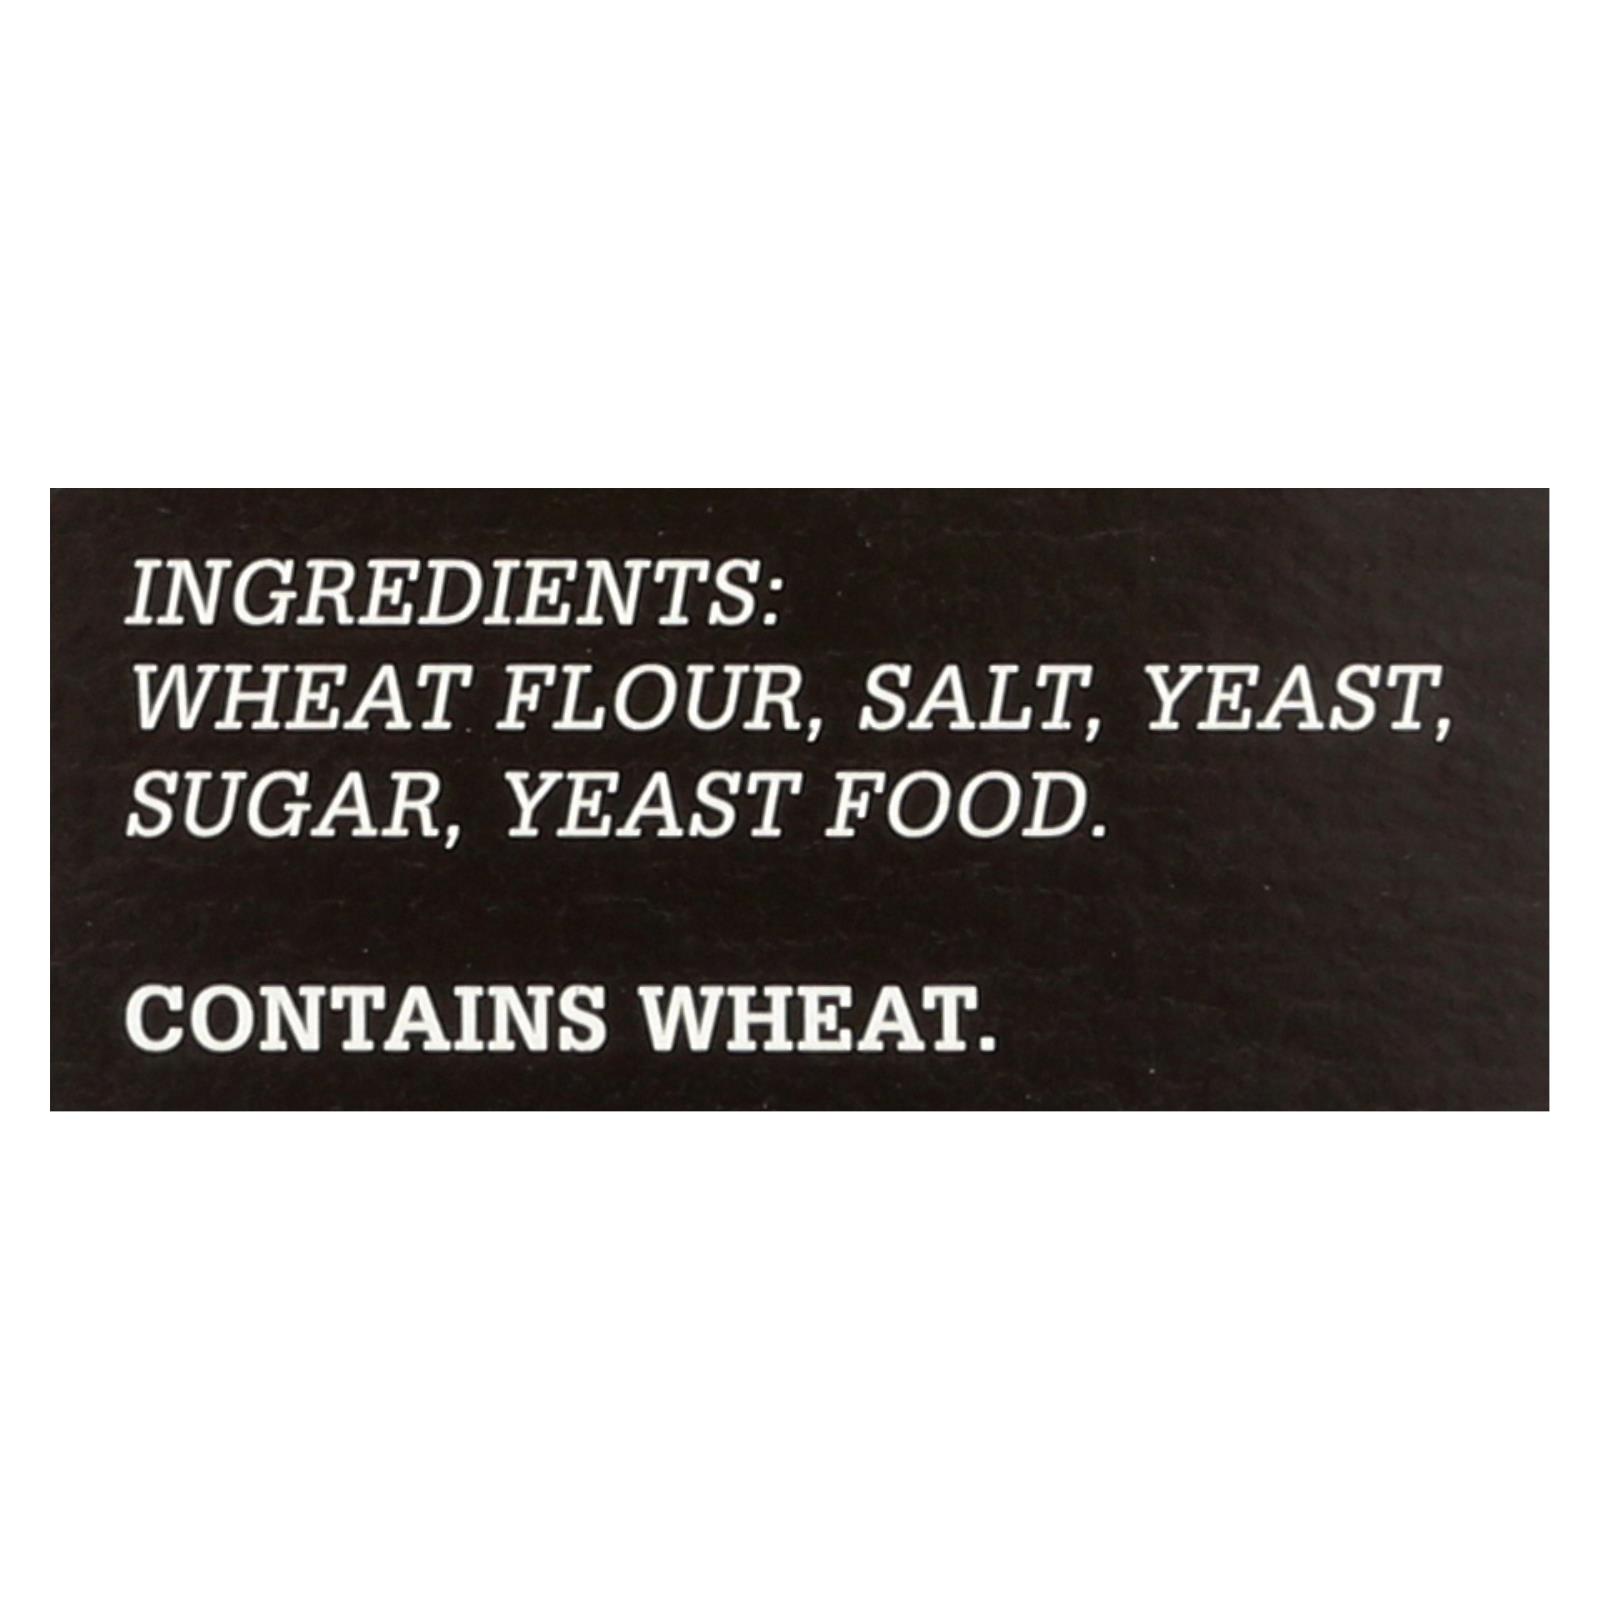 INGREDIENTS:
WHEAT FLOUR, SALT, YEAST,
SUGAR, YEAST FOOD.
CONTAINS WHEAT.